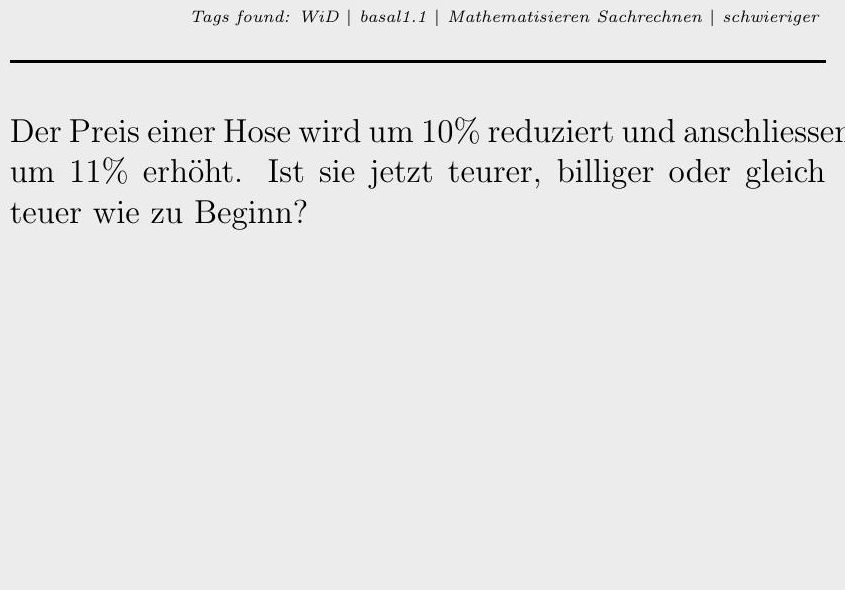 Tags found: WiD | basal1.1 | Mathematisieren Sachrechnen | schwieriger
Der Preis einer Hose wird um 10% reduziert und anschliessen
um 11% erhöht. Ist sie jetzt teurer, billiger oder gleich
teuer wie zu Beginn?